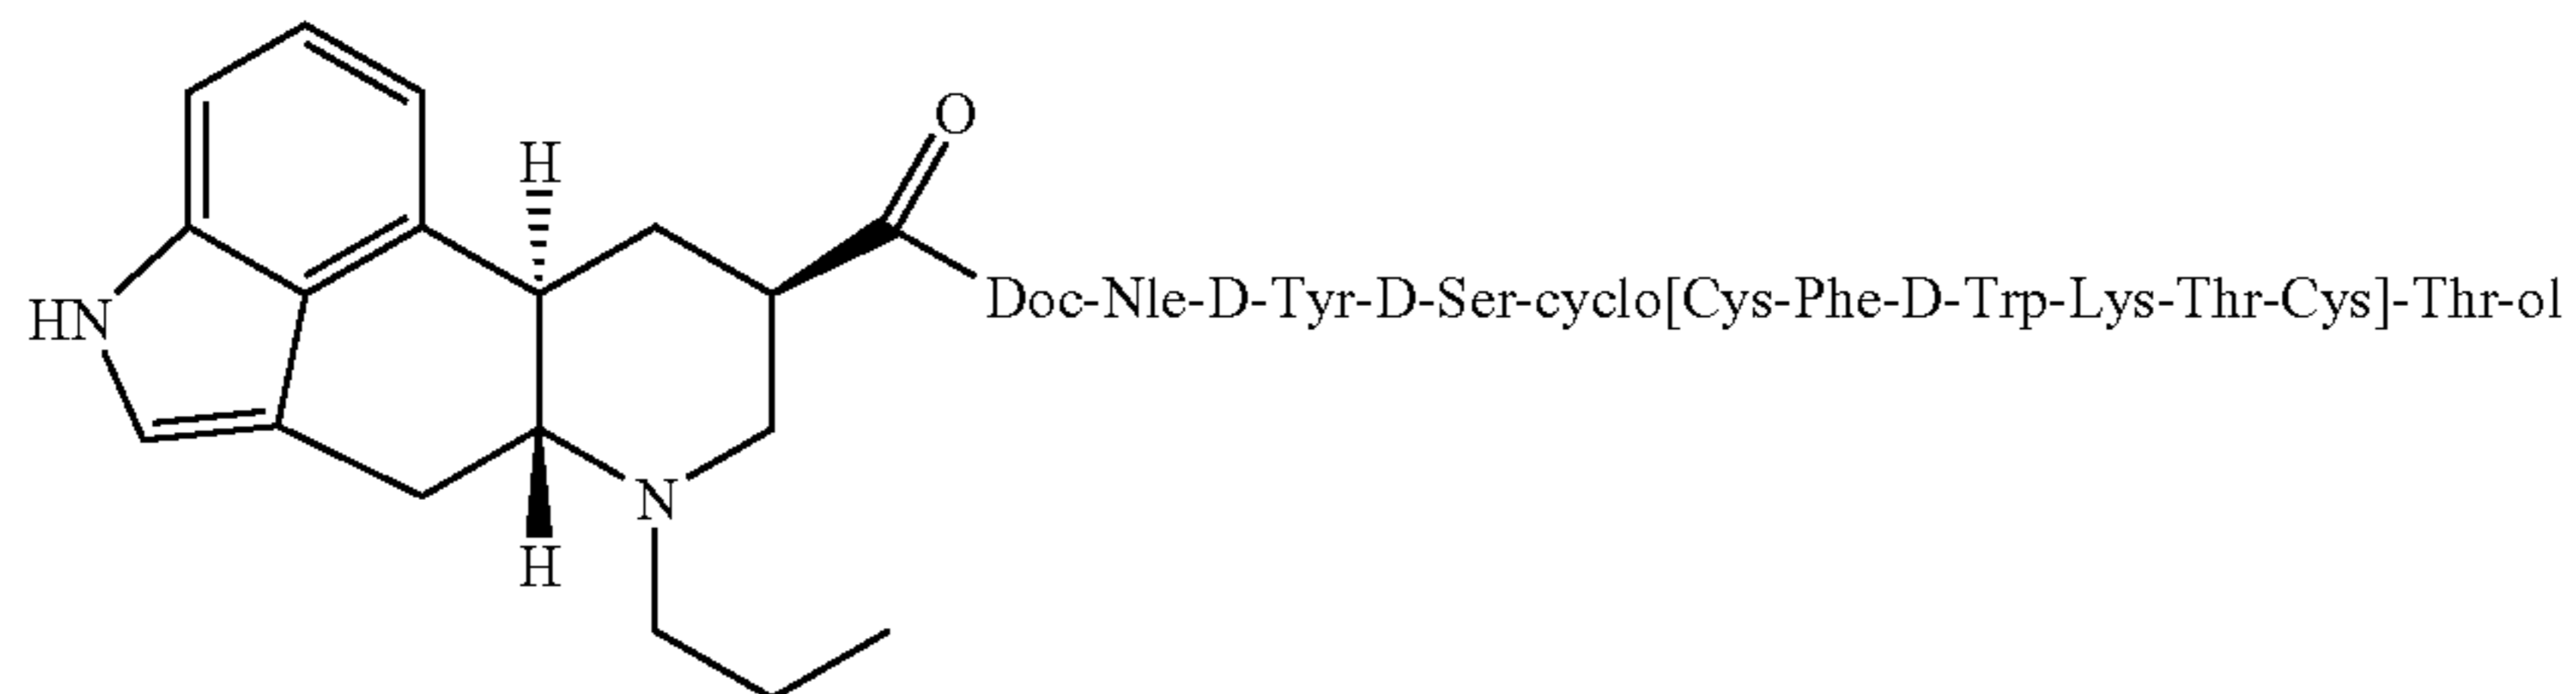 O
H
Doc-Nle-D-Tyr-D-Ser-cyclo[Cys-Phe-D-Trp-Lys-Thr-Cys]-Thr-ol
HN
N
H